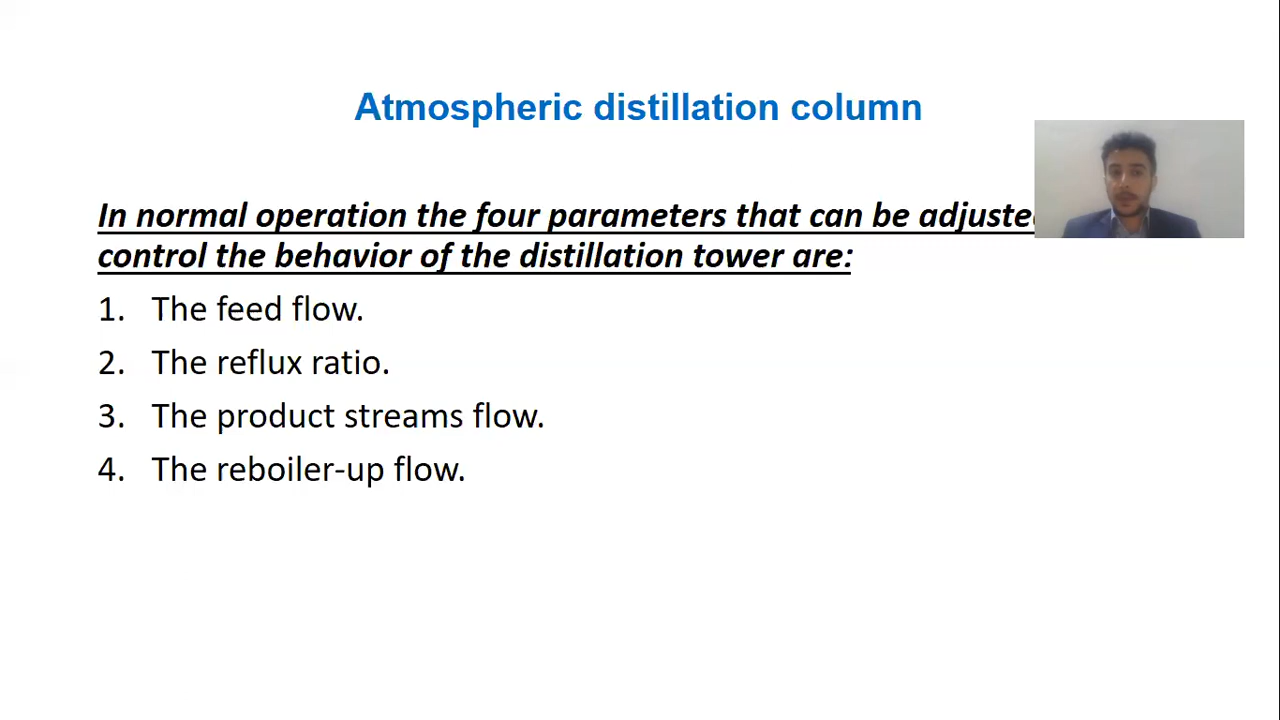 Atmospheric distillation column
In normal operation the four parameters that can be
control the behavior of the distillation tower are:
1. The feed flow.
2. The reflux ratio.
3. The product streams flow.
4. The reboiler-up flow.